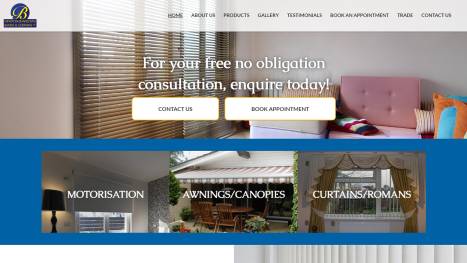 B
HOME ABOUT US PRODUCTS GALLERY TESTIMONIALS BOOK AN APPOINTMENT TRADE CONTACT US
For your free no obligation
consultation, enquire today!
CONTACT US BOOK APPOINTMENT
MOTORISATION AWNINGS/CANOPIES CURTAINS/ROMANS